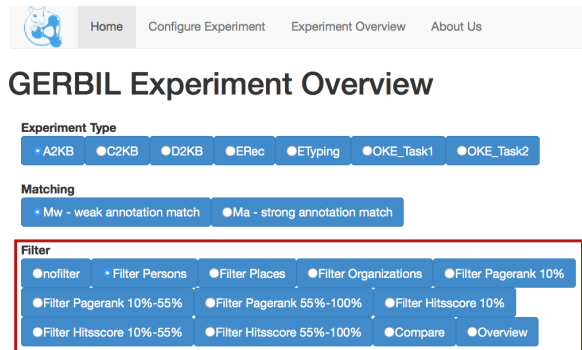 Home Configure Experiment Experiment Overview About Us
GERBIL Experiment Overview
Experiment Type
A2KB C2KB D2KB ERec ETyping OKE_Task1 OKE_Task2
Matching
Mw - weak annotation match Ma - strong annotation match
Filter
nofilter Filter Persons Filter Places Filter Organizations Filter Pagerank 10%
Filter Pagerank 10%-55% Filter Pagerank 55%-100% Filter Hitsscore 10%
Filter Hitsscore 10%-55% Filter Hitsscore 55%-100% Compare Overview